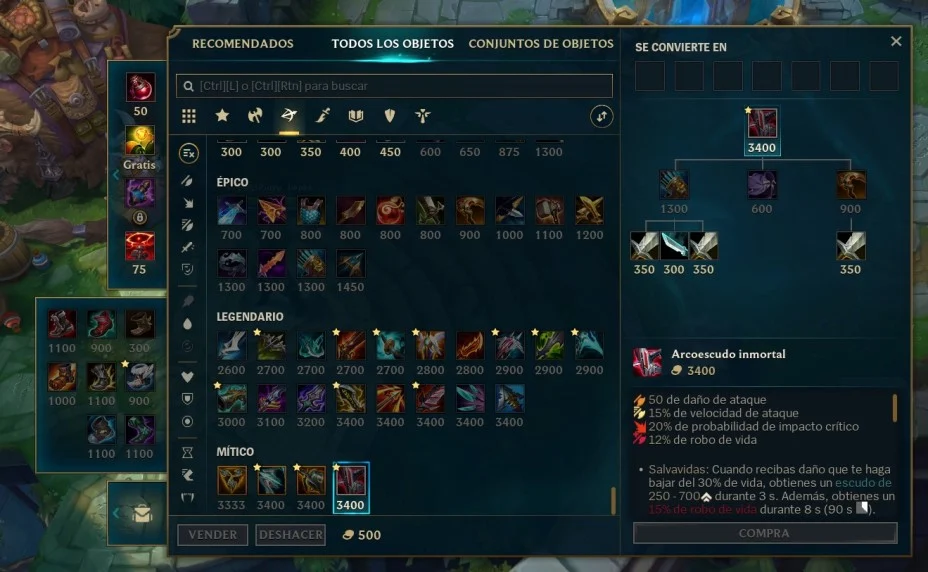 RECOMENDADOS TODOS LOS OBJETOS CONJUNTOS DE OBJETOS
[Ctrl][L] o [Ctrl][Rtn] para buscar
50
Gratis
75
1100 900 300
1000 1100 900
1100 1100
300 300 350 400 450 600 650 875 1300
ÉPICO
700 700 800 800 800 800 900 1000 1100 1200
1300 1300 1300 1450
LEGENDARIO
2600 2700 2700 2700 2700 2800 2800 2900 2900 2900
3000 3100 3200 3400 3400 3400 3400 3400
MÍTICO
3333 3400 3400 3400
VENDER DESHACER 500
SE CONVIERTE EN
3400
1300 600 900
350 300 350 350
Arcoescudo inmortal
3400
50 de daño de ataque
15% de velocidad de ataque
20% de probabilidad de impacto crítico
12% de robo de vida
• Salvavidas: Cuando recibas daño que te haga
bajar del 30% de vida, obtienes un escudo de
250 - 700 durante 3 s. Además, obtienes un
15% de robo de vida durante 8 s (90 s ).
COMPRA